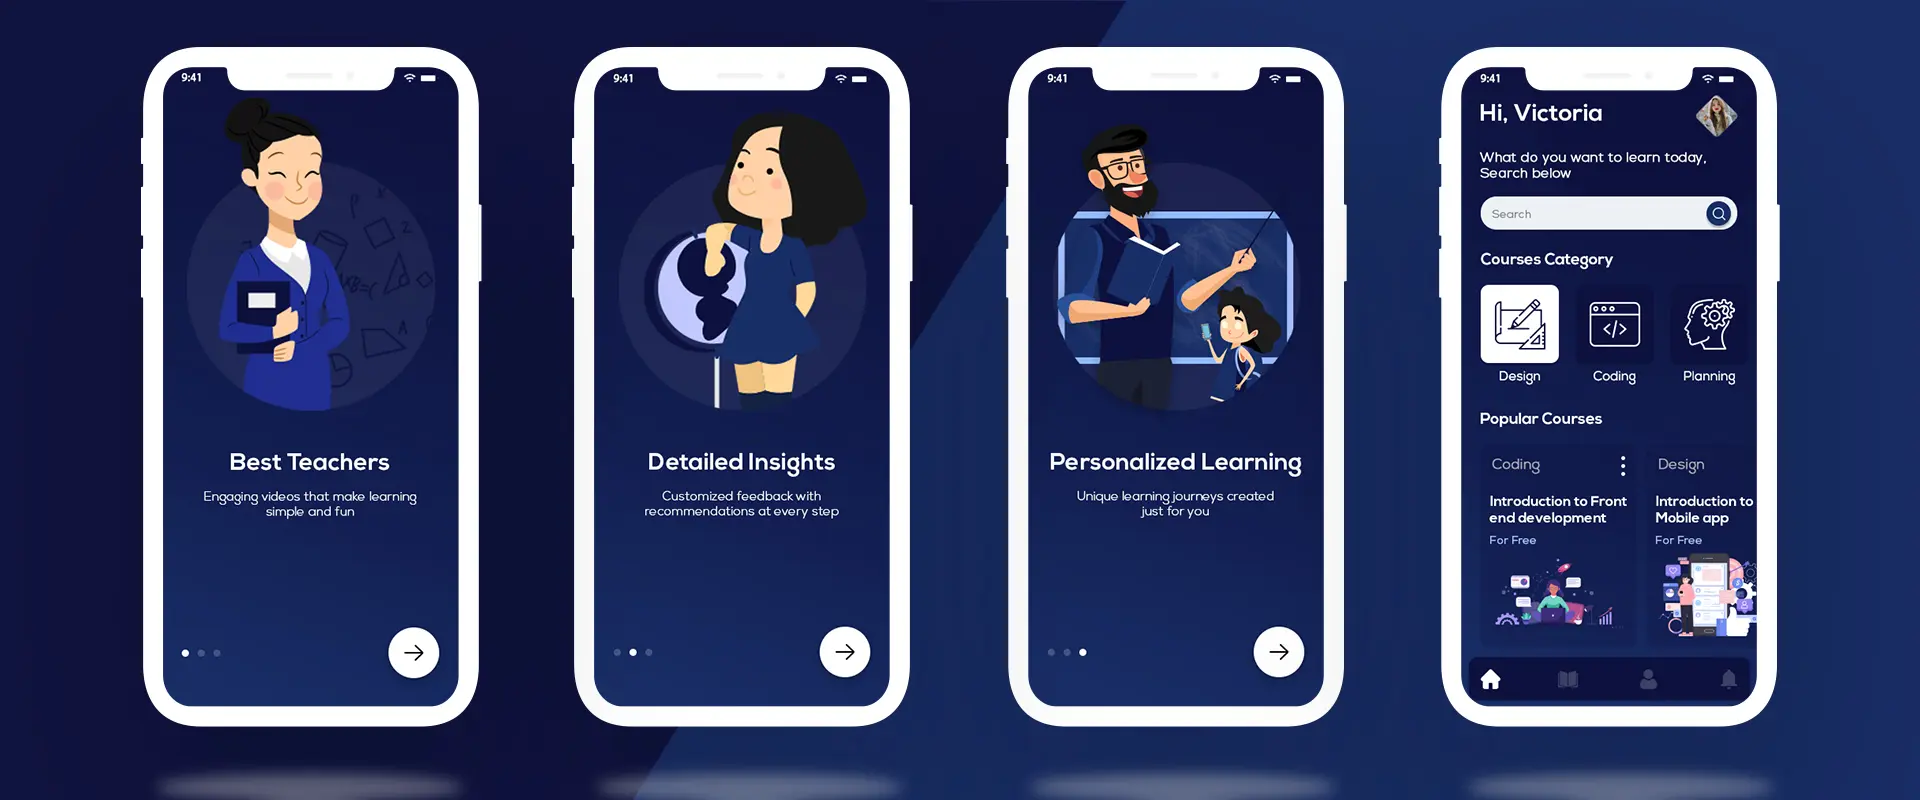 9:41
Best Teachers
Engaging videos that make learning
simple and fun
9:41
Detailed Insights
Customized feedback with
recommendations at every step
9:41
Personalized Learning
Unique learning journeys created
just for you
9:41
Hi, Victoria
What do you want to learn today,
Search below
Search
Courses Category
Design
Coding
Planning
Popular Courses
Coding
Introduction to Front
end development
For Free
Design
Introduction to
Mobile app
For Free